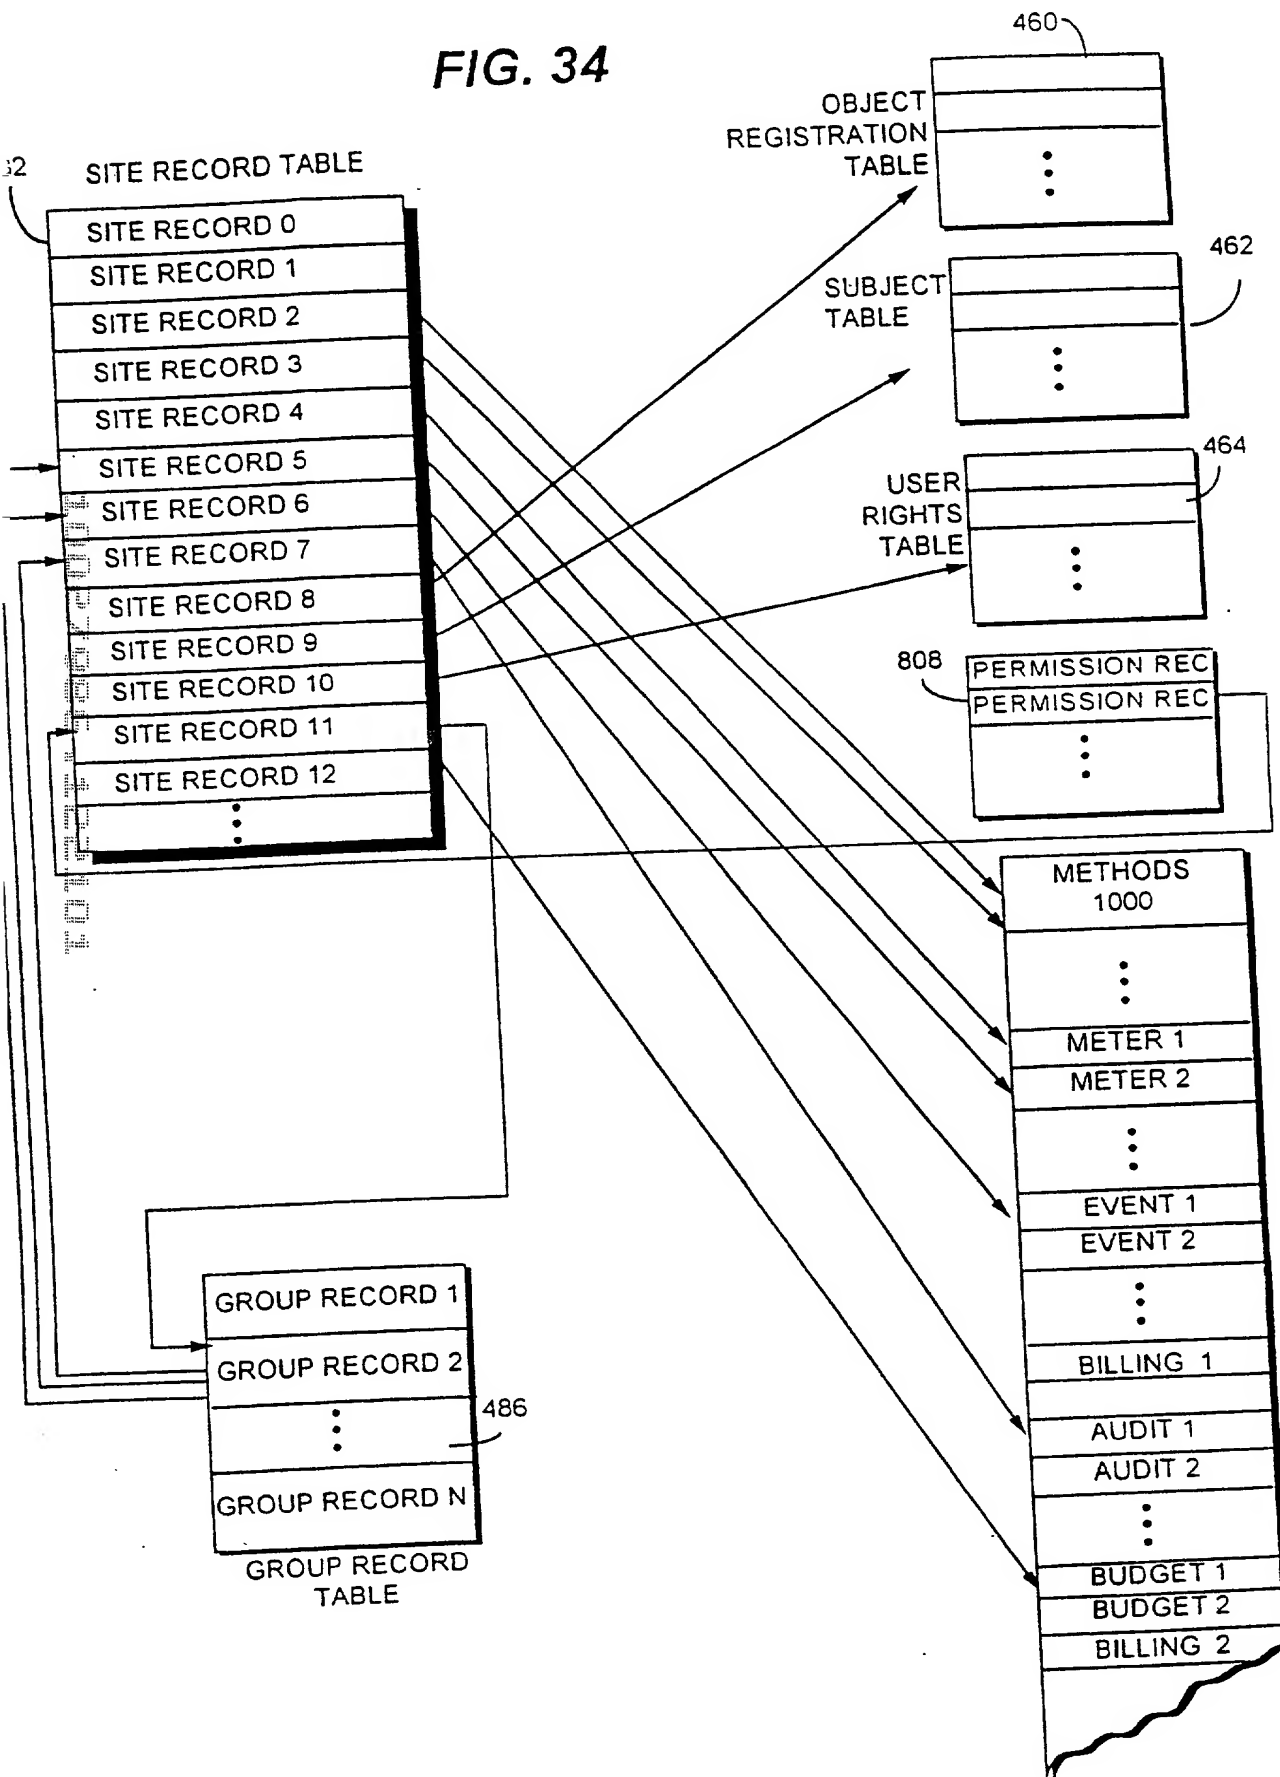 FIG. 34
460
OBJECT
REGISTRATION
TABLE
SITE RECORD TABLE
SITE RECORD 0
SITE RECORD 1
SITE RECORD 2
SITE RECORD 3
SITE RECORD 4
SITE RECORD 5
SITE RECORD 6
SITE RECORD 7
SITE RECORD 8
SITE RECORD 9
SITE RECORD 10
SITE RECORD 11
SITE RECORD 12
462
SUBJECT
TABLE
464
USER
RIGHTS
TABLE
808
PERMISSION REC
PERMISSION REC
METHODS
1000
METER 1
METER 2
EVENT 1
EVENT 2
BILLING 1
AUDIT 1
AUDIT 2
BUDGET 1
BUDGET 2
BILLING 2
GROUP RECORD 1
GROUP RECORD 2
486
GROUP RECORD N
GROUP RECORD
TABLE